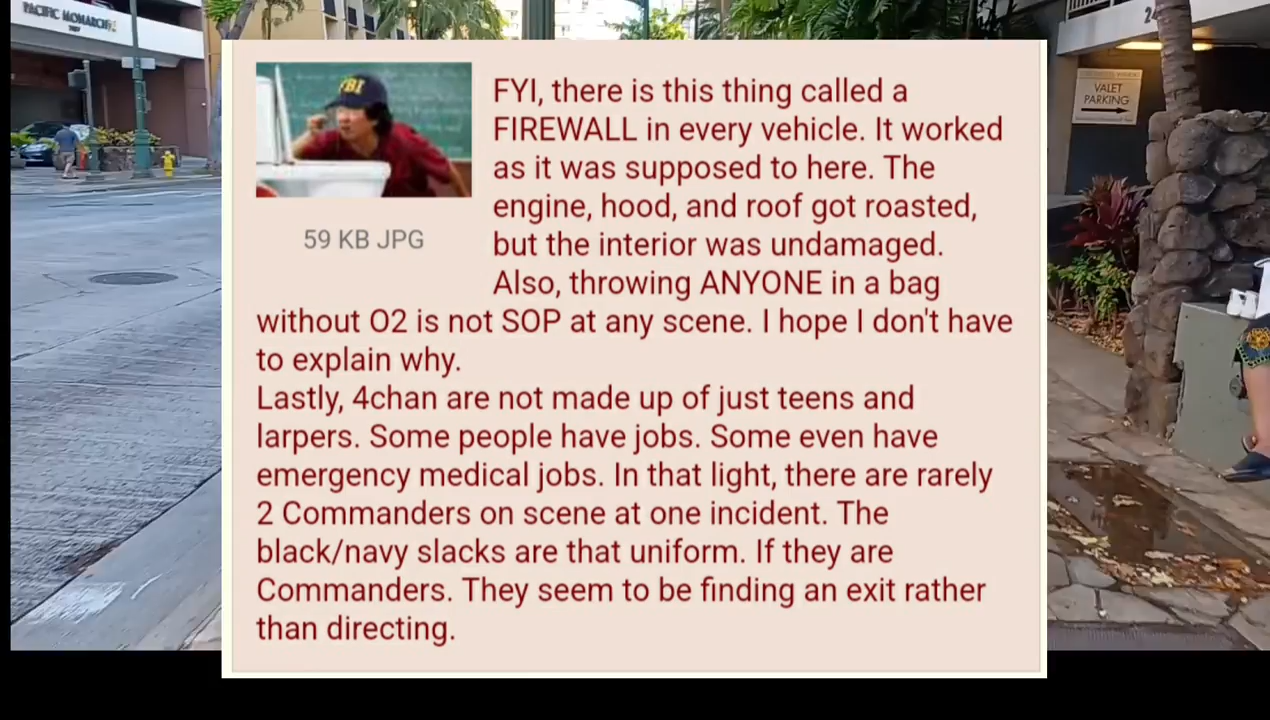 PACIFIC MONARCH
FBI
FYI, there is this thing called a
FIREWALL in every vehicle. It worked
as it was supposed to here. The
engine, hood, and roof got roasted,
but the interior was undamaged.
59 KB JPG
Also, throwing ANYONE in a bag
without O2 is not SOP at any scene. I hope I don't have
to explain why.
Lastly, 4chan are not made up of just teens and
larpers. Some people have jobs. Some even have
emergency medical jobs. In that light, there are rarely
2 Commanders on scene at one incident. The
black/navy slacks are that uniform. If they are
Commanders. They seem to be finding an exit rather
than directing.
VALET
PARKING